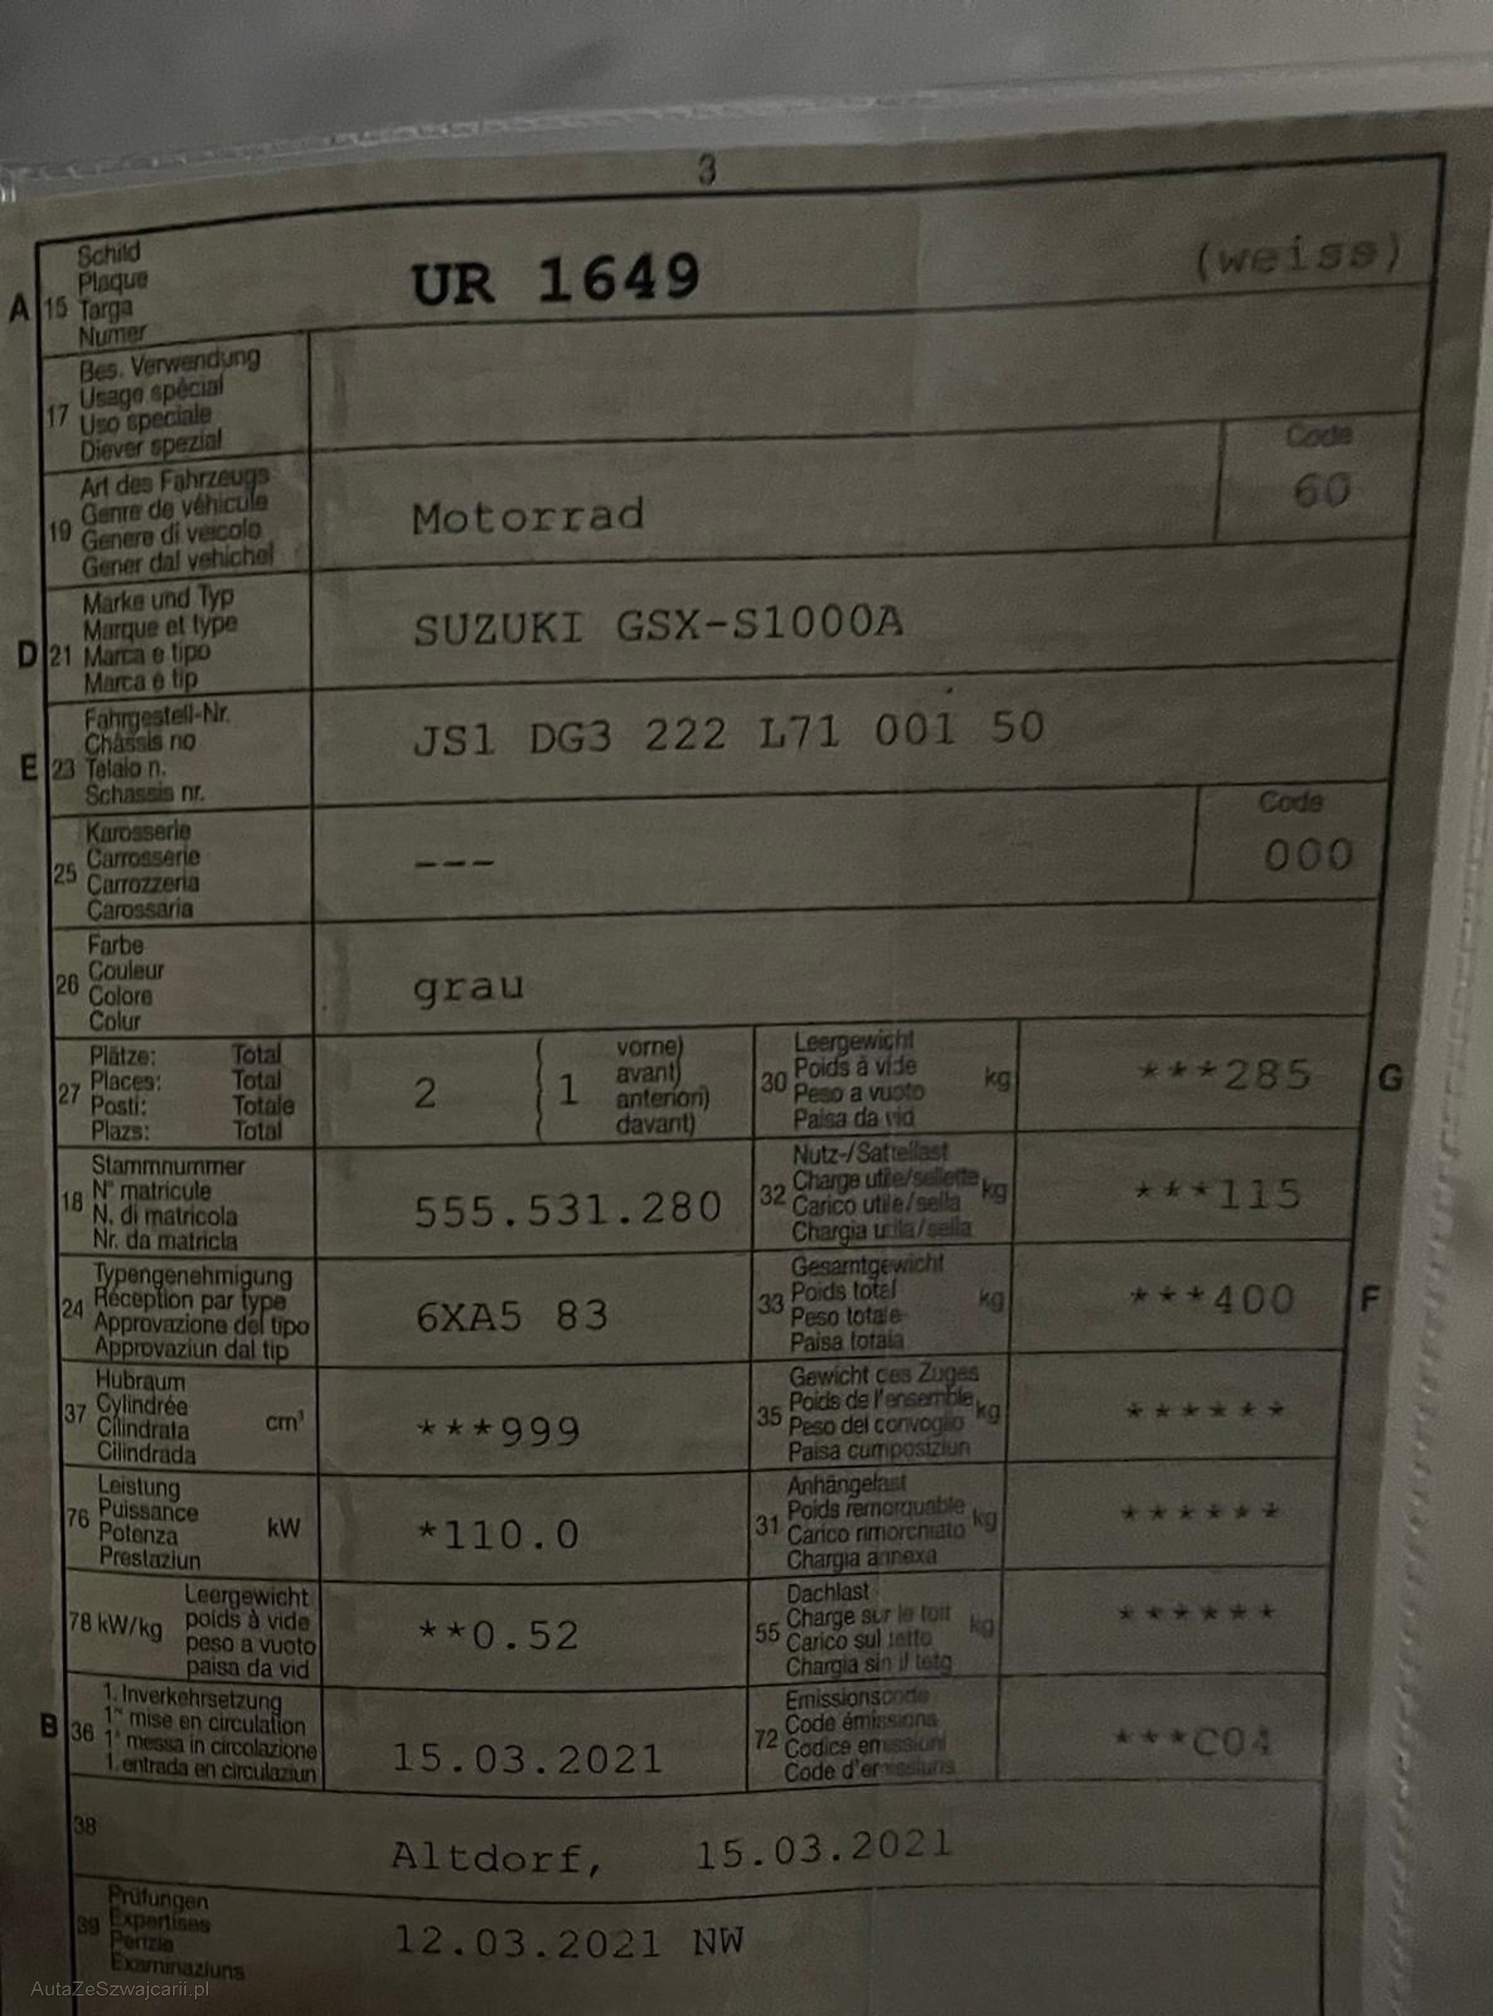 3
A 15 Schild
Plaque
Targa
Numer
UR 1649 (weiss)
17 Bes. Verwendung
Usage spécial
Uso speciale
Diever spezial
19 Art des Fahrzeugs
Genre de véhicule
Genere di veicolo
Gener dal vehichel
Motorrad
Code
60
D 21 Marke und Typ
Marque et type
Marca e tipo
Marca e tip
SUZUKI GSX-S1000A
E 23 Fahrgestell-Nr.
Châssis no
Telaio n.
Schassis nr.
JS1 DG3 222 L71 001 50
25 Karosserie
Carrosserie
Carrozzeria
Carossaria
---
Code
000
26 Farbe
Couleur
Colore
Colur
grau
27 Plätze: Total
Places: Total
Posti: Totale
Plazs: Total
2 ( 1 vorne)
avant)
anteriori)
davant)
30 Leergewicht
Poids à vide
Peso a vuoto
Paisa da vid
kg
***285 G
18 Stammnummer
N° matricule
N. di matricola
Nr. da matricla
555.531.280
32 Nutz-/Sattellast
Charge utile/sellette
Carico utile/sella
Chargia utila/sella
kg
***115
24 Typengenehmigung
Réception par type
Approvazione del tipo
Approvaziun dal tip
6XA5 83
33 Gesamtgewicht
Poids total
Peso totale
Paisa totala
kg
***400 F
37 Hubraum
Cylindrée
Cilindrata
Cilindrada
cm³
***999
35 Gewicht des Zuges
Poids de l'ensemble
Peso del convoglio
Paisa cumposiziun
kg
******
76 Leistung
Puissance
Potenza
Prestaziun
kW
*110.0
31 Anhängelast
Poids remorquable
Carico rimorchiato
Chargia annexa
kg
******
78 kW/kg Leergewicht
poids à vide
peso a vuoto
paisa da vid
**0.52
55 Dachlast
Charge sur le toit
Carico sul tetto
Chargia sin il tetg
kg
******
B 36 1. Inverkehrsetzung
1re mise en circulation
1a messa in circolazione
1. entrada en circulaziun
15.03.2021
72 Emissionscode
Code émissions
Codice emissioni
Code d'emissiuns
***C04
38
Altdorf, 15.03.2021
39 Prüfungen
Expertises
Perizie
Examinaziuns
12.03.2021 NW
AutaZeSzwajcarii.pl